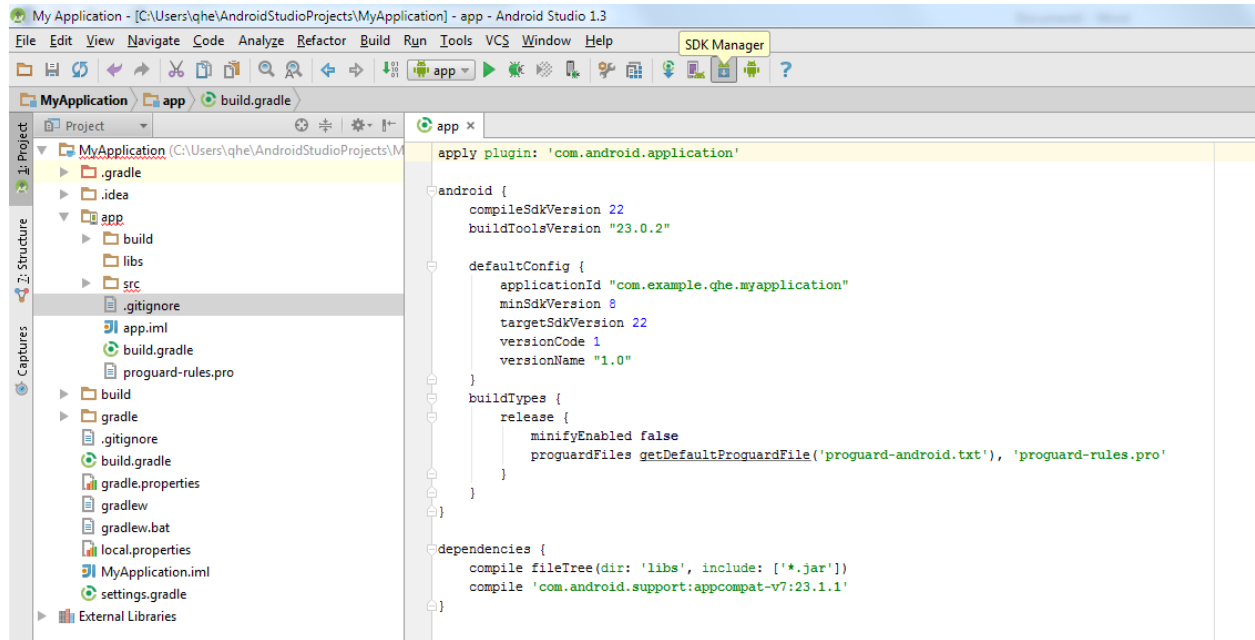 My Application - [C:\Users\qhe\AndroidStudioProjects\MyApplication] - app - Android Studio 1.3
File Edit View Navigate Code Analyze Refactor Build Run Tools VCS Window Help
SDK Manager
app
MyApplication app build.gradle
1: Project
7: Structure
Captures
Project
MyApplication (C:\Users\qhe\AndroidStudioProjects\M
.gradle
.idea
app
build
libs
src
.gitignore
app.iml
build.gradle
proguard-rules.pro
build
gradle
.gitignore
build.gradle
gradle.properties
gradlew
gradlew.bat
local.properties
MyApplication.iml
settings.gradle
External Libraries
app
apply plugin: 'com.android.application'
android {
compileSdkVersion 22
buildToolsVersion "23.0.2"
defaultConfig {
applicationId "com.example.qhe.myapplication"
minSdkVersion 8
targetSdkVersion 22
versionCode 1
versionName "1.0"
}
buildTypes {
release {
minifyEnabled false
proguardFiles getDefaultProguardFile('proguard-android.txt'), 'proguard-rules.pro'
}
}
}
dependencies {
compile fileTree(dir: 'libs', include: ['*.jar'])
compile 'com.android.support:appcompat-v7:23.1.1'
}